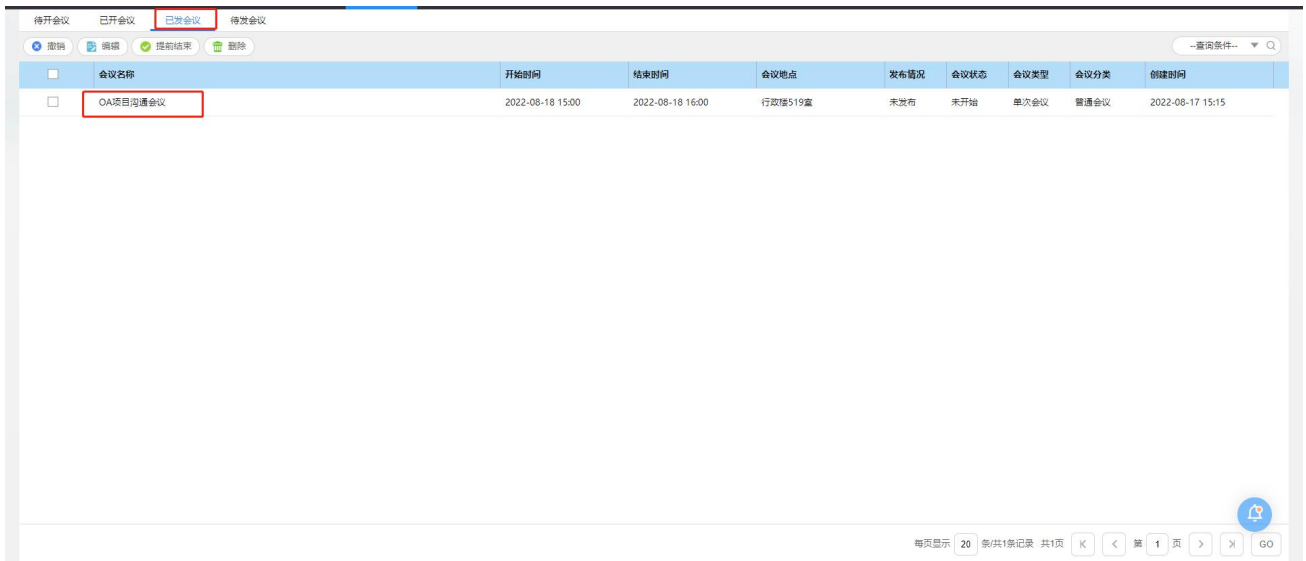 待开会议 已开会议 已发会议 待发会议
撤销 编辑 提前结束 删除 --查询条件--
会议名称 开始时间 结束时间 会议地点 发布情况 会议状态 会议类型 会议分类 创建时间
OA项目沟通会议 2022-08-18 15:00 2022-08-18 16:00 行政楼519室 未发布 未开始 单次会议 普通会议 2022-08-17 15:15
每页显示 20 条/共1条记录 共1页 第 1 页 GO